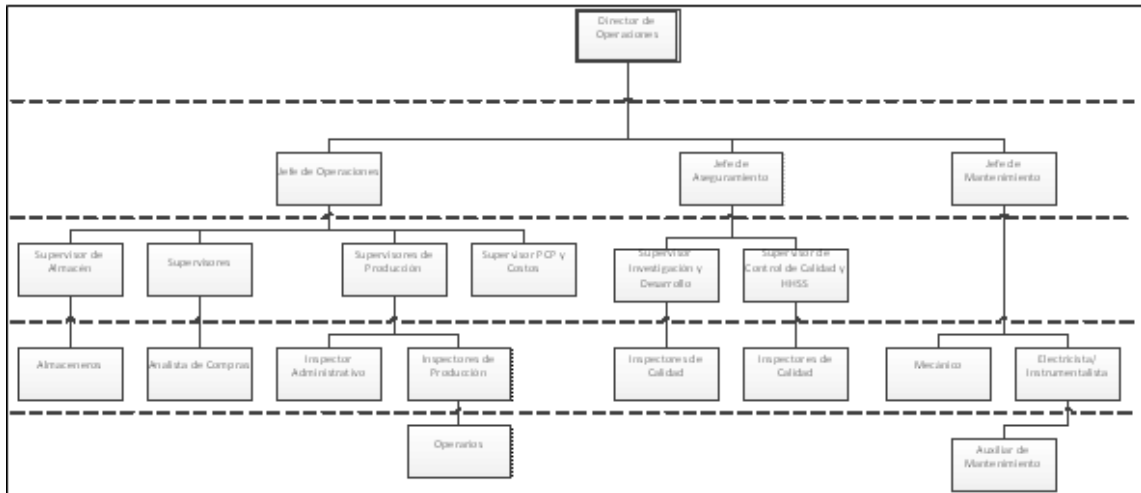 Director de
Operaciones
Jefe de Operaciones
Jefe de
Aseguramiento
Jefe de
Mantenimiento
Supervisor de
Almacén
Supervisores
Supervisores de
Producción
Supervisor PCP y
Costos
Supervisor
Investigación y
Desarrollo
Supervisor de
Control de Calidad y
HHSS
Almaceneros
Analista de Compras
Inspector
Administrativo
Inspectores de
Producción
Inspectores de
Calidad
Inspectores de
Calidad
Mecánico
Electricista/
Instrumentalista
Operarios
Auxiliar de
Mantenimiento